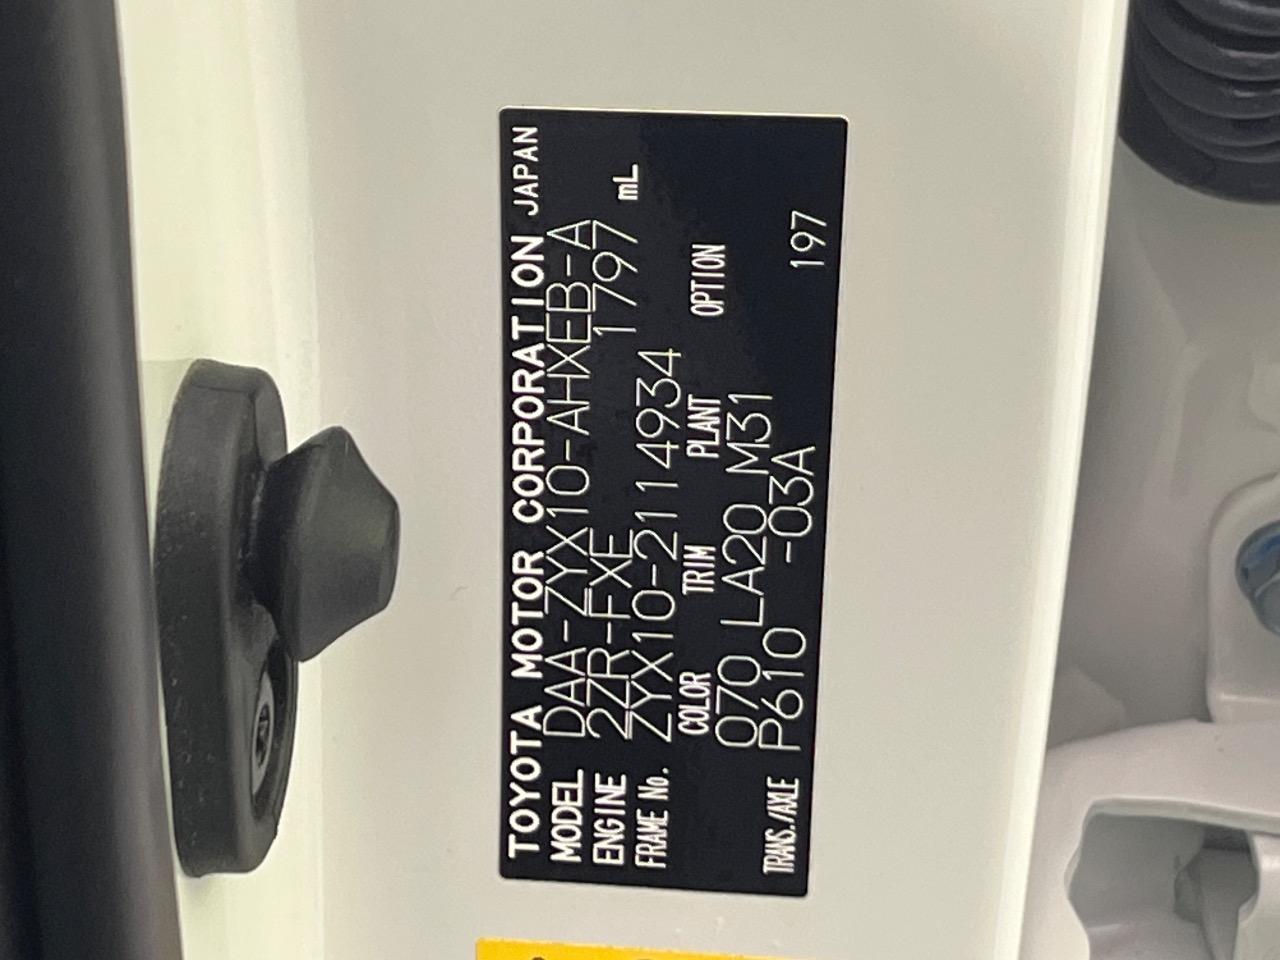 TOYOTA MOTOR CORPORATION JAPAN
MODEL DAA-ZYX10-AHXEB-A
ENGINE 2ZR-FXE 1797 mL
FRAME No. ZYX10-2114934
COLOR TRIM PLANT OPTION
070 LA20 M31
TRANS./AXLE P610 -03A 197